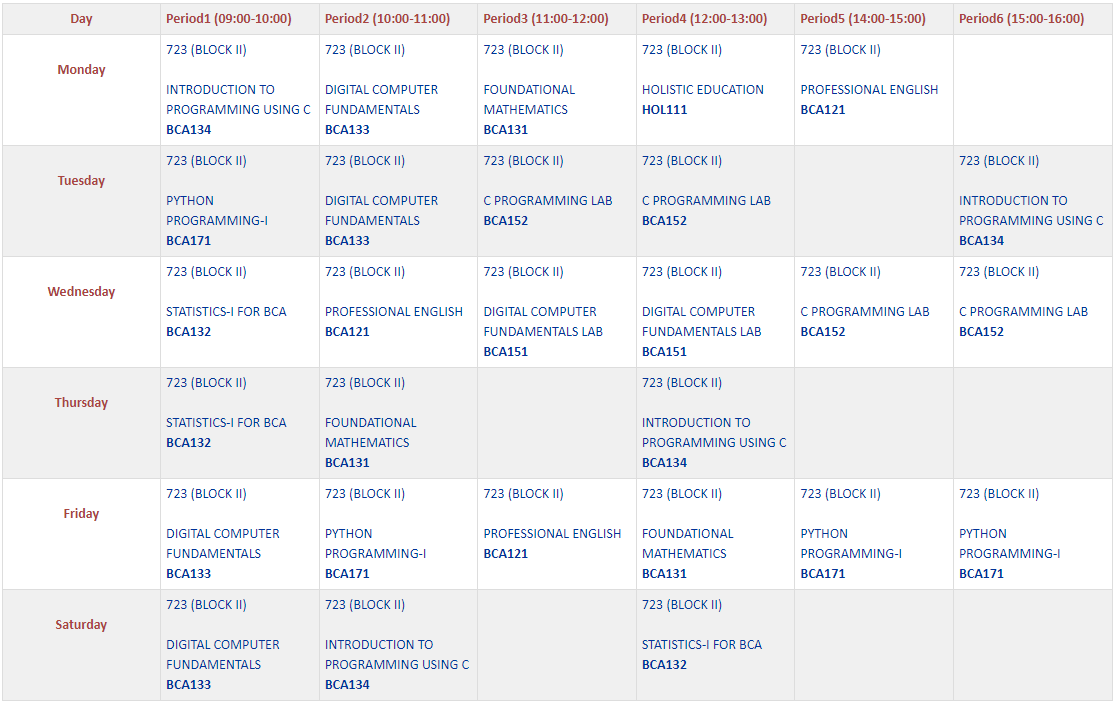 Day
Period1 (09:00-10:00)
Period2 (10:00-11:00)
Period3 (11:00-12:00)
Period4 (12:00-13:00)
Period5 (14:00-15:00)
Period6 (15:00-16:00)
Monday
723 (BLOCK II)
INTRODUCTION TO
PROGRAMMING USING C
BCA134
723 (BLOCK II)
DIGITAL COMPUTER
FUNDAMENTALS
BCA133
723 (BLOCK II)
FOUNDATIONAL
MATHEMATICS
BCA131
723 (BLOCK II)
HOLISTIC EDUCATION
HOL111
723 (BLOCK II)
PROFESSIONAL ENGLISH
BCA121
Tuesday
723 (BLOCK II)
PYTHON
PROGRAMMING-I
BCA171
723 (BLOCK II)
DIGITAL COMPUTER
FUNDAMENTALS
BCA133
723 (BLOCK II)
C PROGRAMMING LAB
BCA152
723 (BLOCK II)
C PROGRAMMING LAB
BCA152
723 (BLOCK II)
INTRODUCTION TO
PROGRAMMING USING C
BCA134
Wednesday
723 (BLOCK II)
STATISTICS-I FOR BCA
BCA132
723 (BLOCK II)
PROFESSIONAL ENGLISH
BCA121
723 (BLOCK II)
DIGITAL COMPUTER
FUNDAMENTALS LAB
BCA151
723 (BLOCK II)
DIGITAL COMPUTER
FUNDAMENTALS LAB
BCA151
723 (BLOCK II)
C PROGRAMMING LAB
BCA152
723 (BLOCK II)
C PROGRAMMING LAB
BCA152
Thursday
723 (BLOCK II)
STATISTICS-I FOR BCA
BCA132
723 (BLOCK II)
FOUNDATIONAL
MATHEMATICS
BCA131
723 (BLOCK II)
INTRODUCTION TO
PROGRAMMING USING C
BCA134
Friday
723 (BLOCK II)
DIGITAL COMPUTER
FUNDAMENTALS
BCA133
723 (BLOCK II)
PYTHON
PROGRAMMING-I
BCA171
723 (BLOCK II)
PROFESSIONAL ENGLISH
BCA121
723 (BLOCK II)
FOUNDATIONAL
MATHEMATICS
BCA131
723 (BLOCK II)
PYTHON
PROGRAMMING-I
BCA171
723 (BLOCK II)
PYTHON
PROGRAMMING-I
BCA171
Saturday
723 (BLOCK II)
DIGITAL COMPUTER
FUNDAMENTALS
BCA133
723 (BLOCK II)
INTRODUCTION TO
PROGRAMMING USING C
BCA134
723 (BLOCK II)
STATISTICS-I FOR BCA
BCA132